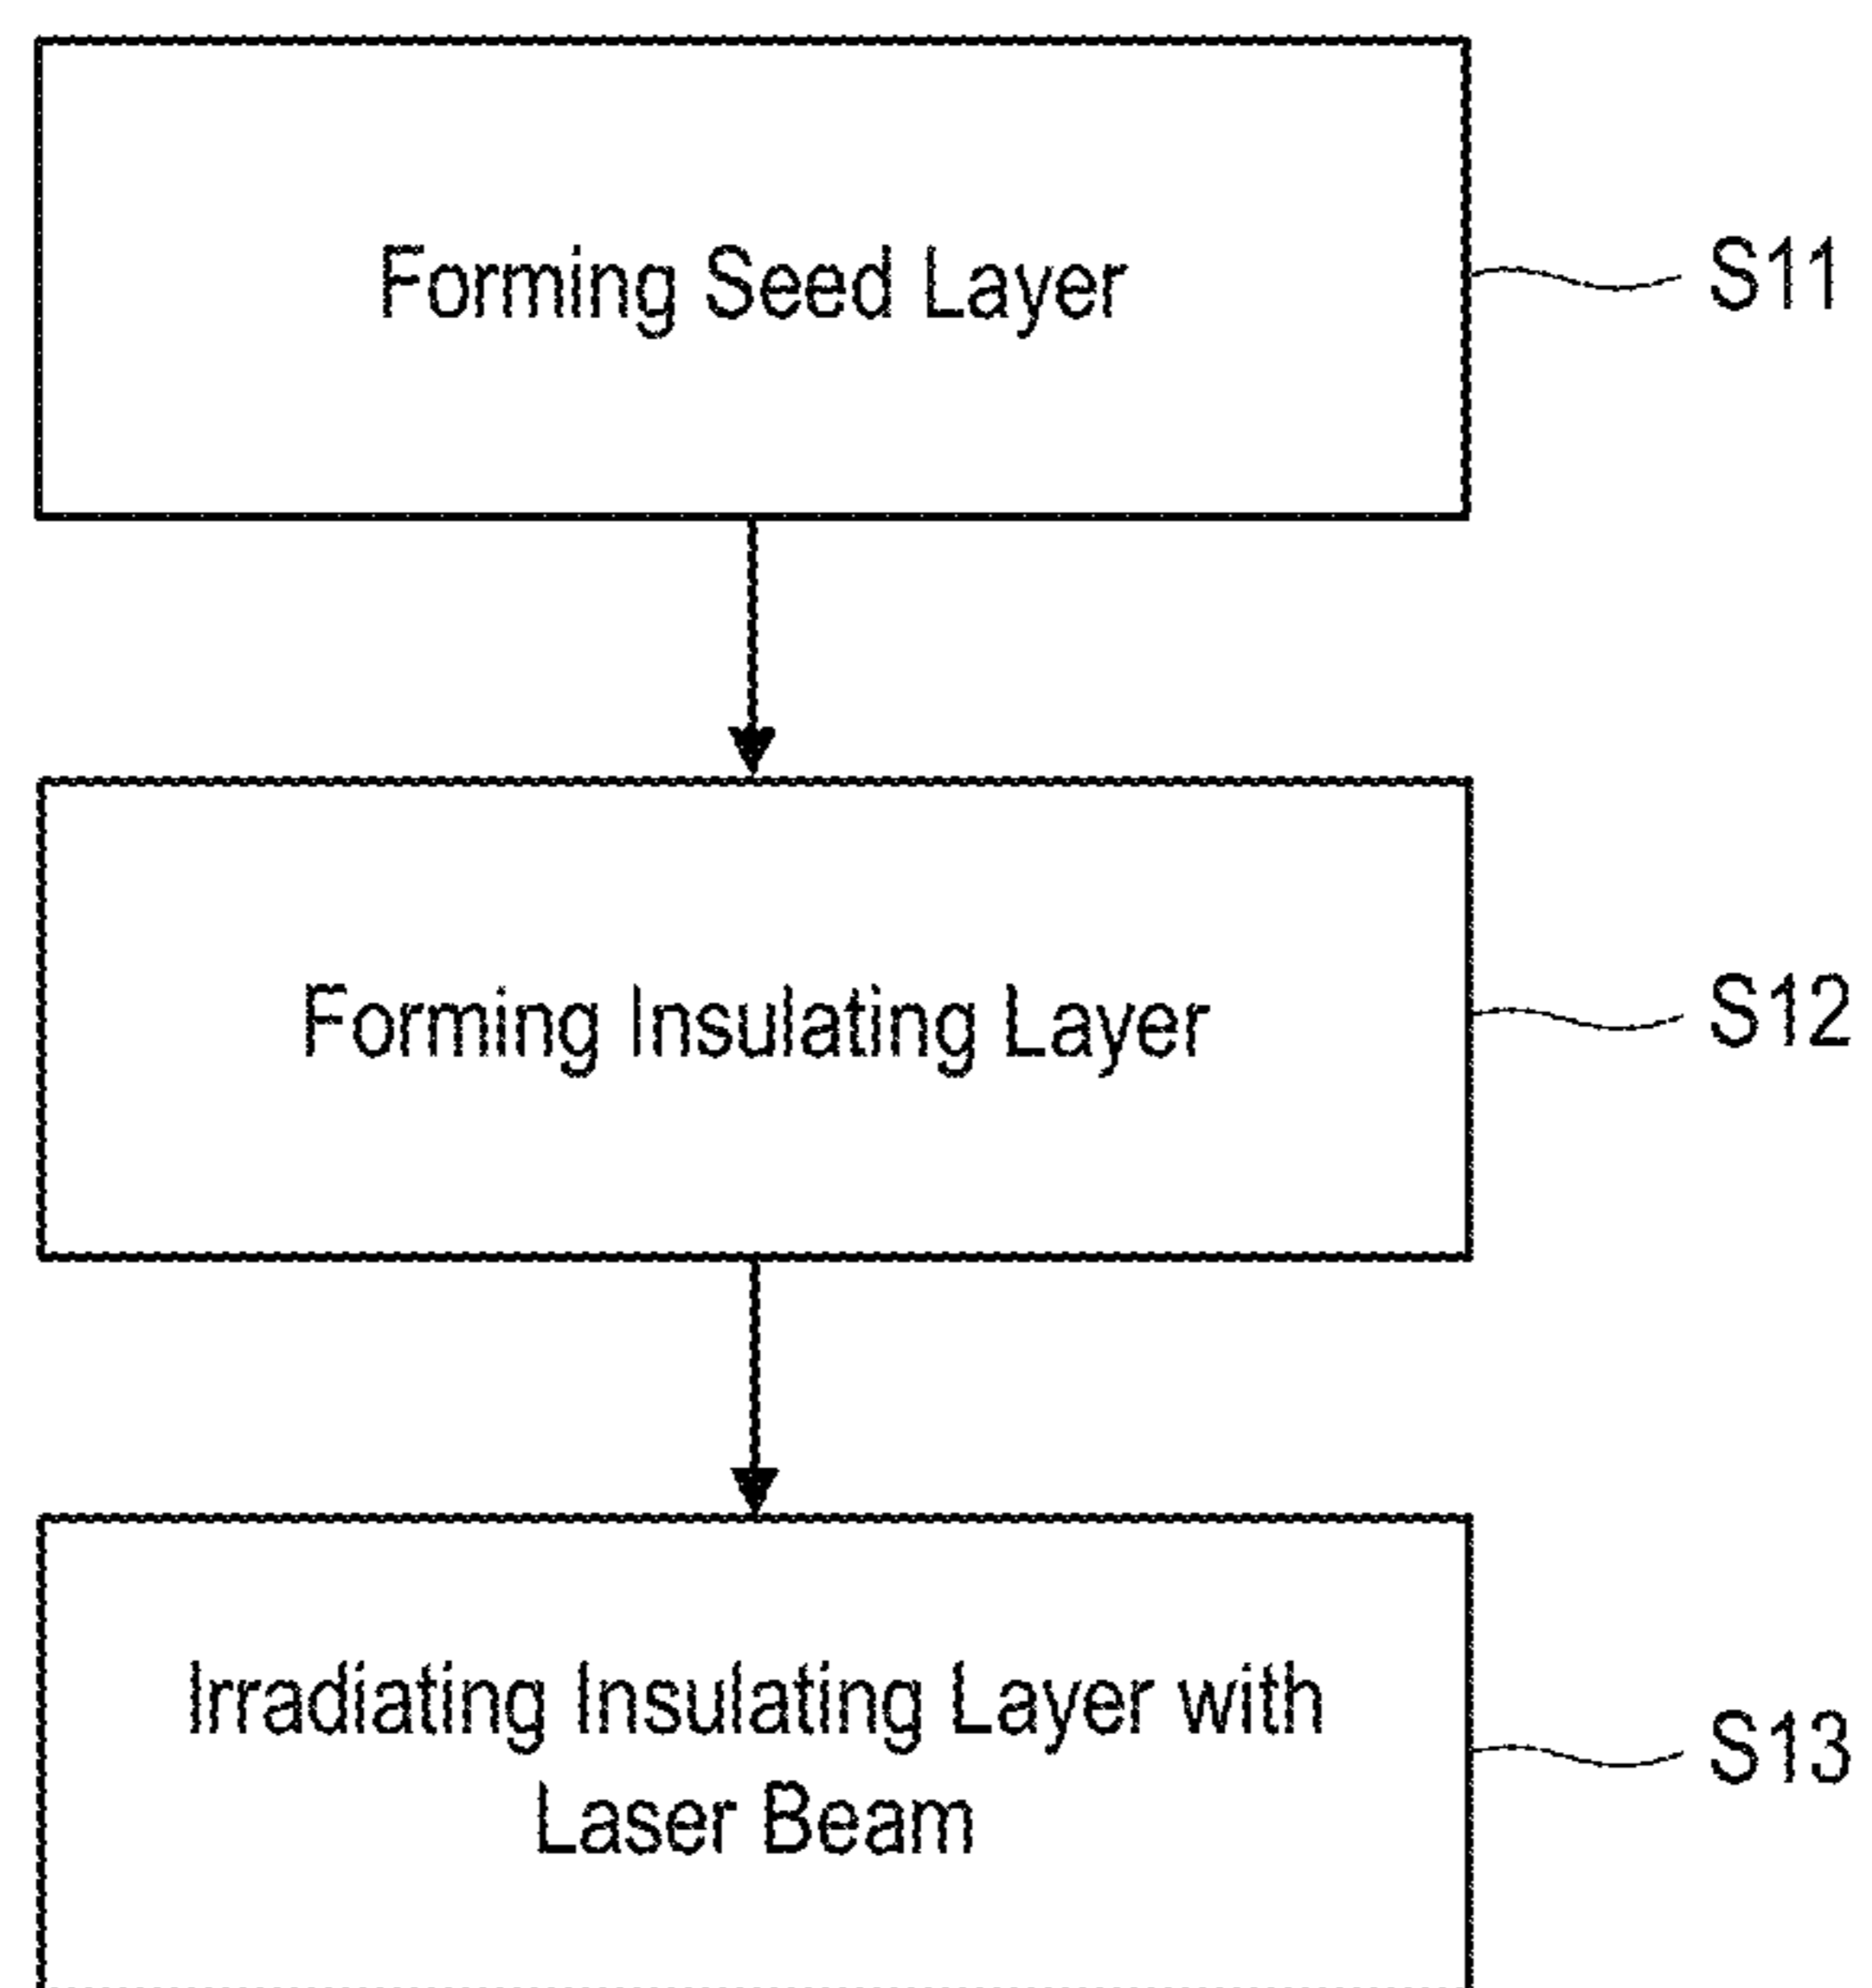 Forming Seed Layer
S11
Forming Insulating Layer
S12
Irradiating Insulating Layer with
Laser Beam
S13